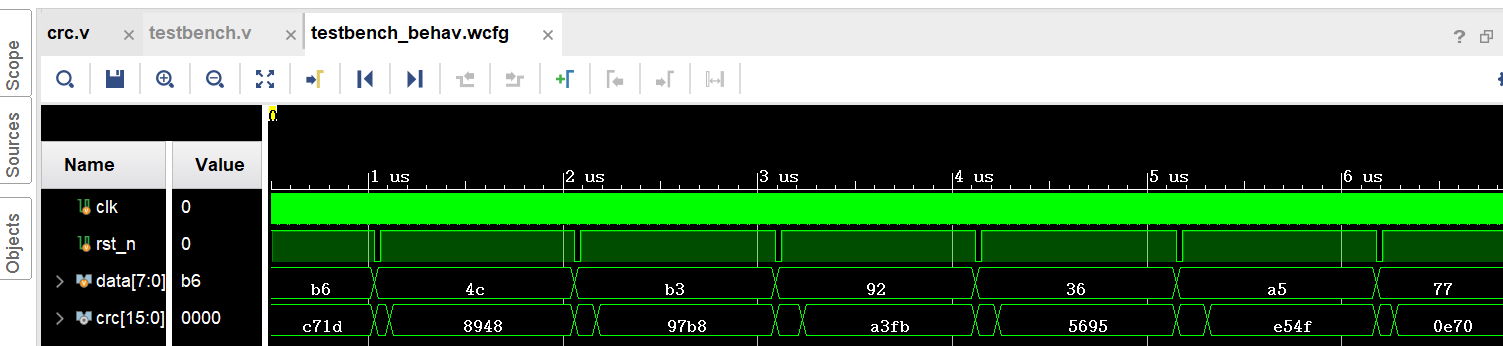 crc.v × testbench.v × testbench_behav.wcfg ×
?
Scope
Sources
Objects
0
Name Value
1 us 2 us 3 us 4 us 5 us 6 us
clk 0
rst_n 0
data[7:0] b6 b6 4c b3 92 36 a5 77
crc[15:0] 0000 c71d 8948 97b8 a3fb 5695 e54f 0e70